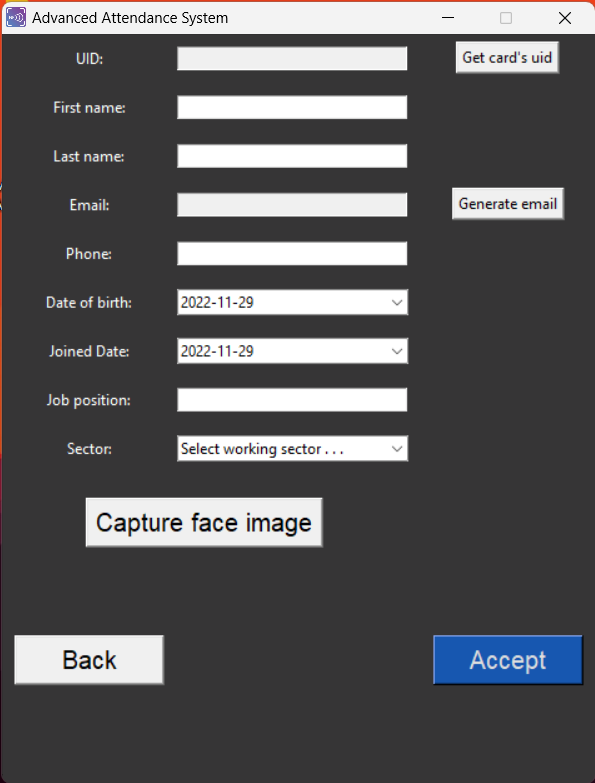 Advanced Attendance System
UID:
Get card's uid
First name:
Last name:
Email:
Generate email
Phone:
Date of birth:
2022-11-29
Joined Date:
2022-11-29
Job position:
Sector:
Select working sector . . .
Capture face image
Back
Accept